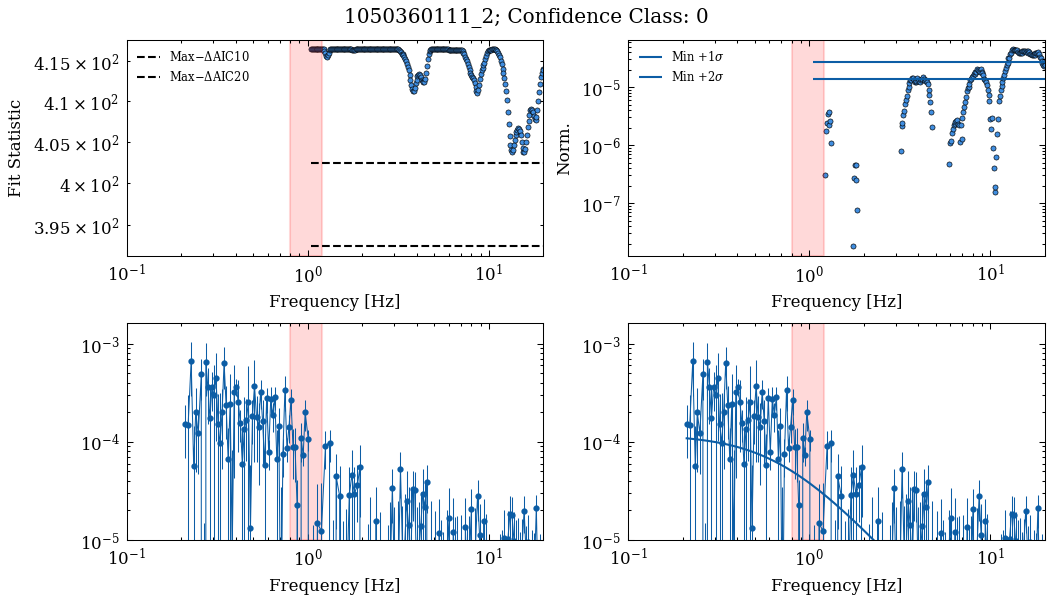 1050360111_2; Confidence Class: 0
Fit Statistic
4.15 × 10²
4.1 × 10²
4.05 × 10²
4 × 10²
3.95 × 10²
Max−ΔAIC10
Max−ΔAIC20
10⁻¹
10⁰
10¹
Frequency [Hz]
Norm.
10⁻⁵
10⁻⁶
10⁻⁷
Min +1σ
Min +2σ
10⁻¹
10⁰
10¹
Frequency [Hz]
10⁻³
10⁻⁴
10⁻⁵
10⁻¹
10⁰
10¹
Frequency [Hz]
10⁻³
10⁻⁴
10⁻⁵
10⁻¹
10⁰
10¹
Frequency [Hz]